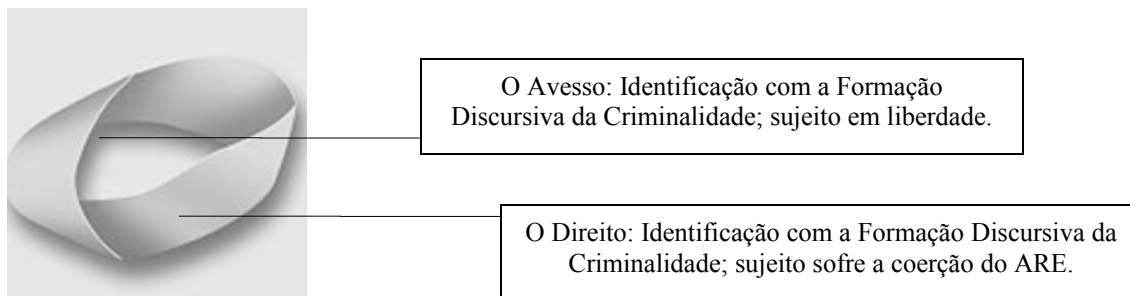 O Avesso: Identificação com a Formação
Discursiva da Criminalidade; sujeito em liberdade.
O Direito: Identificação com a Formação Discursiva da
Criminalidade; sujeito sofre a coerção do ARE.